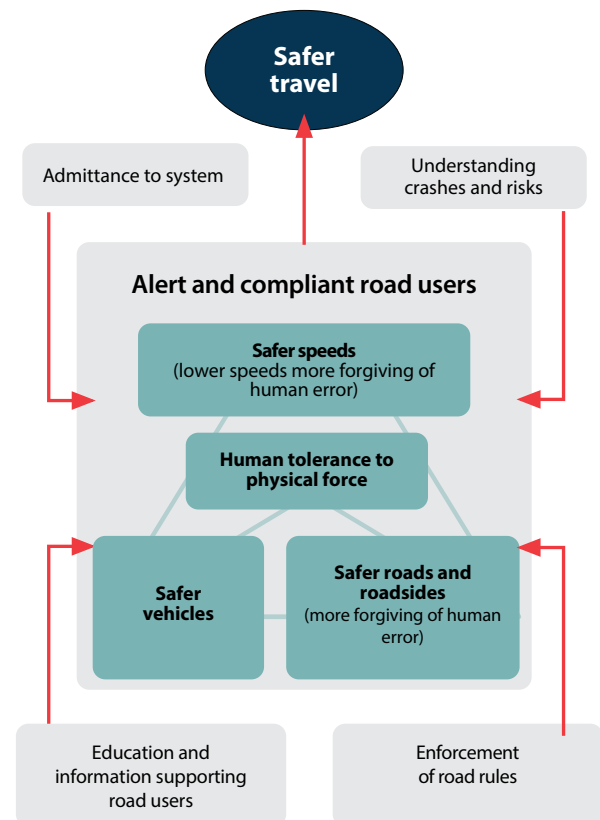 Safer
travel
Admittance to system
Understanding
crashes and risks
Alert and compliant road users
Safer speeds
(lower speeds more forgiving of
human error)
Human tolerance to
physical force
Safer
vehicles
Safer roads and
roadsides
(more forgiving of human
error)
Education and
information supporting
road users
Enforcement
of road rules